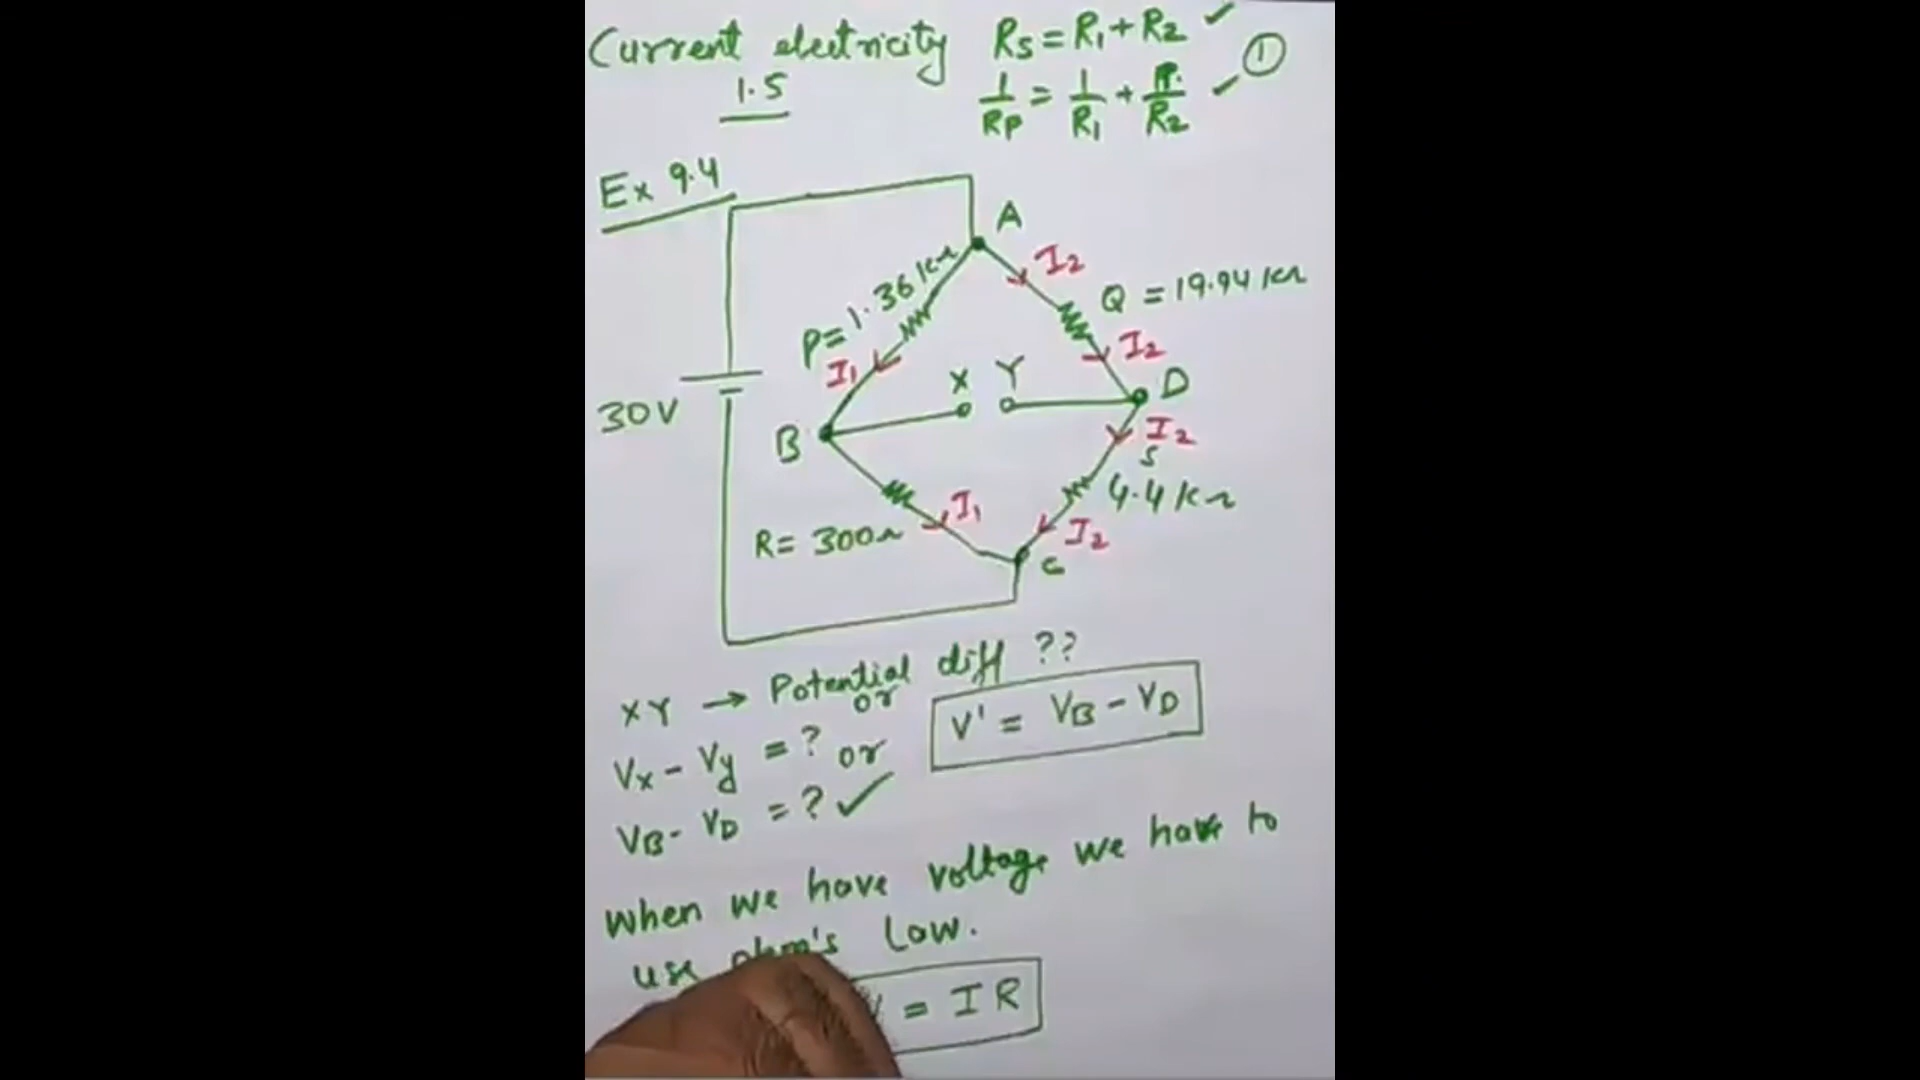 Current electricity
1.5
Rs = R1 + R2 ✓
1/Rp = 1/R1 + 1/R2 ✓
①
Ex 9.4
A
I2
P = 1.36 kΩ
Q = 19.94 kΩ
I1
I2
X Y
D
30V
B
I2
S
4.4 kΩ
I1
R = 300Ω
I2
C
XY → Potential diff ??
or
V' = VB - VD
Vx - Vy = ? or
VB - VD = ? ✓
When we have voltage we have to
use ohm's Law.
= IR